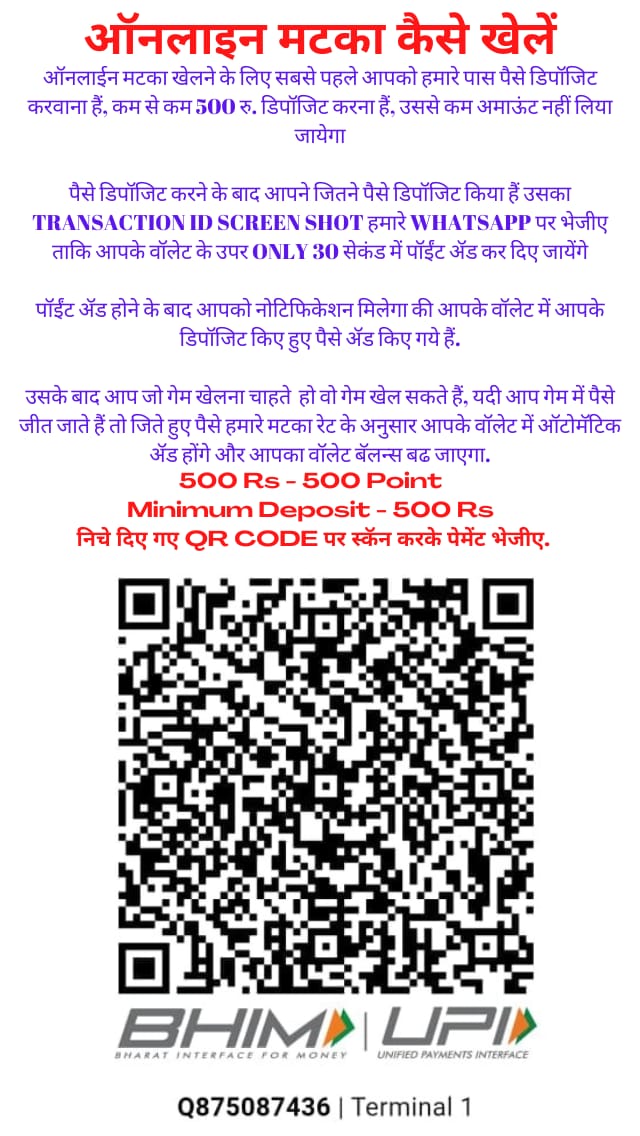 ऑनलाइन मटका कैसे खेलें
ऑनलाईन मटका खेलने के लिए सबसे पहले आपको हमारे पास पैसे डिपॉजिट
करवाना हैं, कम से कम 500 रु. डिपॉजिट करना हैं, उससे कम अमाऊंट नहीं लिया
जायेगा
पैसे डिपॉजिट करने के बाद आपने जितने पैसे डिपॉजिट किया हैं उसका
TRANSACTION ID SCREEN SHOT हमारे WHATSAPP पर भेजीए
ताकि आपके वॉलेट के उपर ONLY 30 सेकंड में पॉईंट ॲड कर दिए जायेंगे
पॉईंट ॲड होने के बाद आपको नोटिफिकेशन मिलेगा की आपके वॉलेट में आपके
डिपॉजिट किए हुए पैसे ॲड किए गये हैं.
उसके बाद आप जो गेम खेलना चाहते हो वो गेम खेल सकते हैं, यदी आप गेम में पैसे
जीत जाते हैं तो जिते हुए पैसे हमारे मटका रेट के अनुसार आपके वॉलेट में ऑटोमॅटिक
ॲड होंगे और आपका वॉलेट बॅलन्स बढ जाएगा.
500 Rs - 500 Point
Minimum Deposit - 500 Rs
निचे दिए गए QR CODE पर स्कॅन करके पेमेंट भेजीए.
BHIM | UPI
BHARAT INTERFACE FOR MONEY UNIFIED PAYMENTS INTERFACE
Q875087436 | Terminal 1